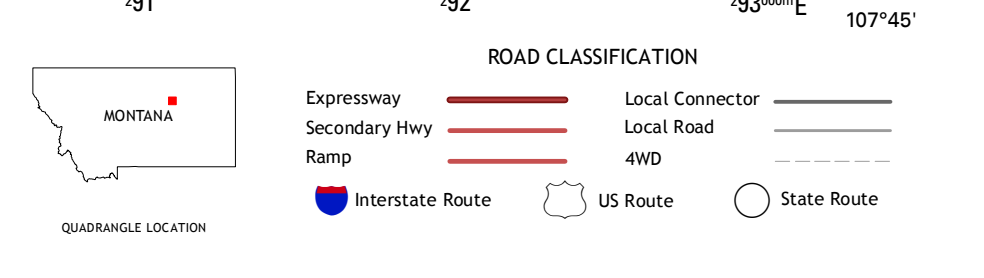 ²91 ²92 ²93⁰⁰⁰ᵐE
107°45'
ROAD CLASSIFICATION
MONTANA
QUADRANGLE LOCATION
Expressway
Secondary Hwy
Ramp
Local Connector
Local Road
4WD
Interstate Route
US Route
State Route